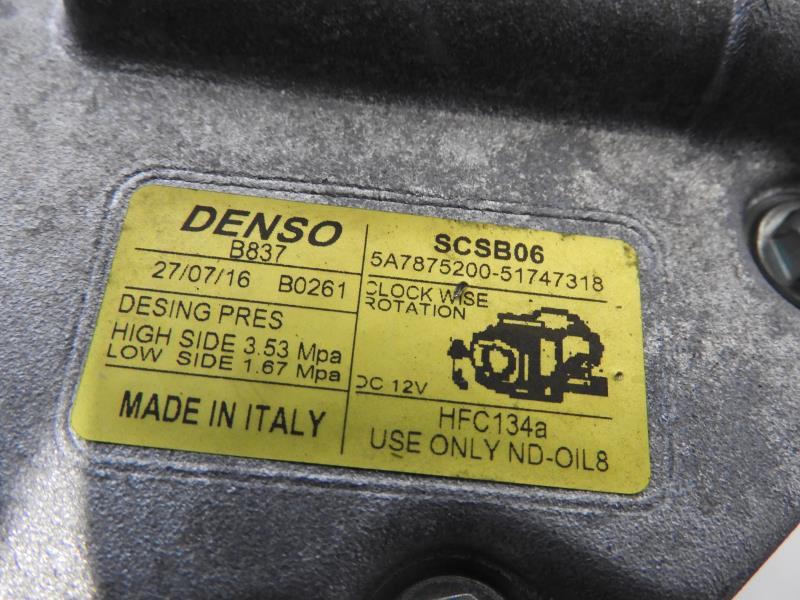 DENSO
B837
27/07/16 B0261
DESING PRES
HIGH SIDE 3.53 Mpa
LOW SIDE 1.67 Mpa
MADE IN ITALY
SCSB06
5A7875200-51747318
CLOCK WISE
ROTATION
DC 12V
HFC134a
USE ONLY ND-OIL8